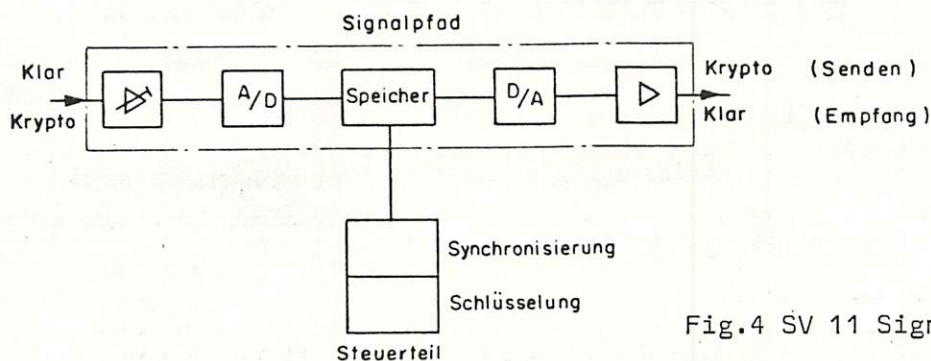 Signalpfad
Klar
Krypto
A/D
Speicher
D/A
Krypto (Senden)
Klar (Empfang)
Synchronisierung
Schlüsselung
Steuerteil
Fig.4 SV 11 Sign